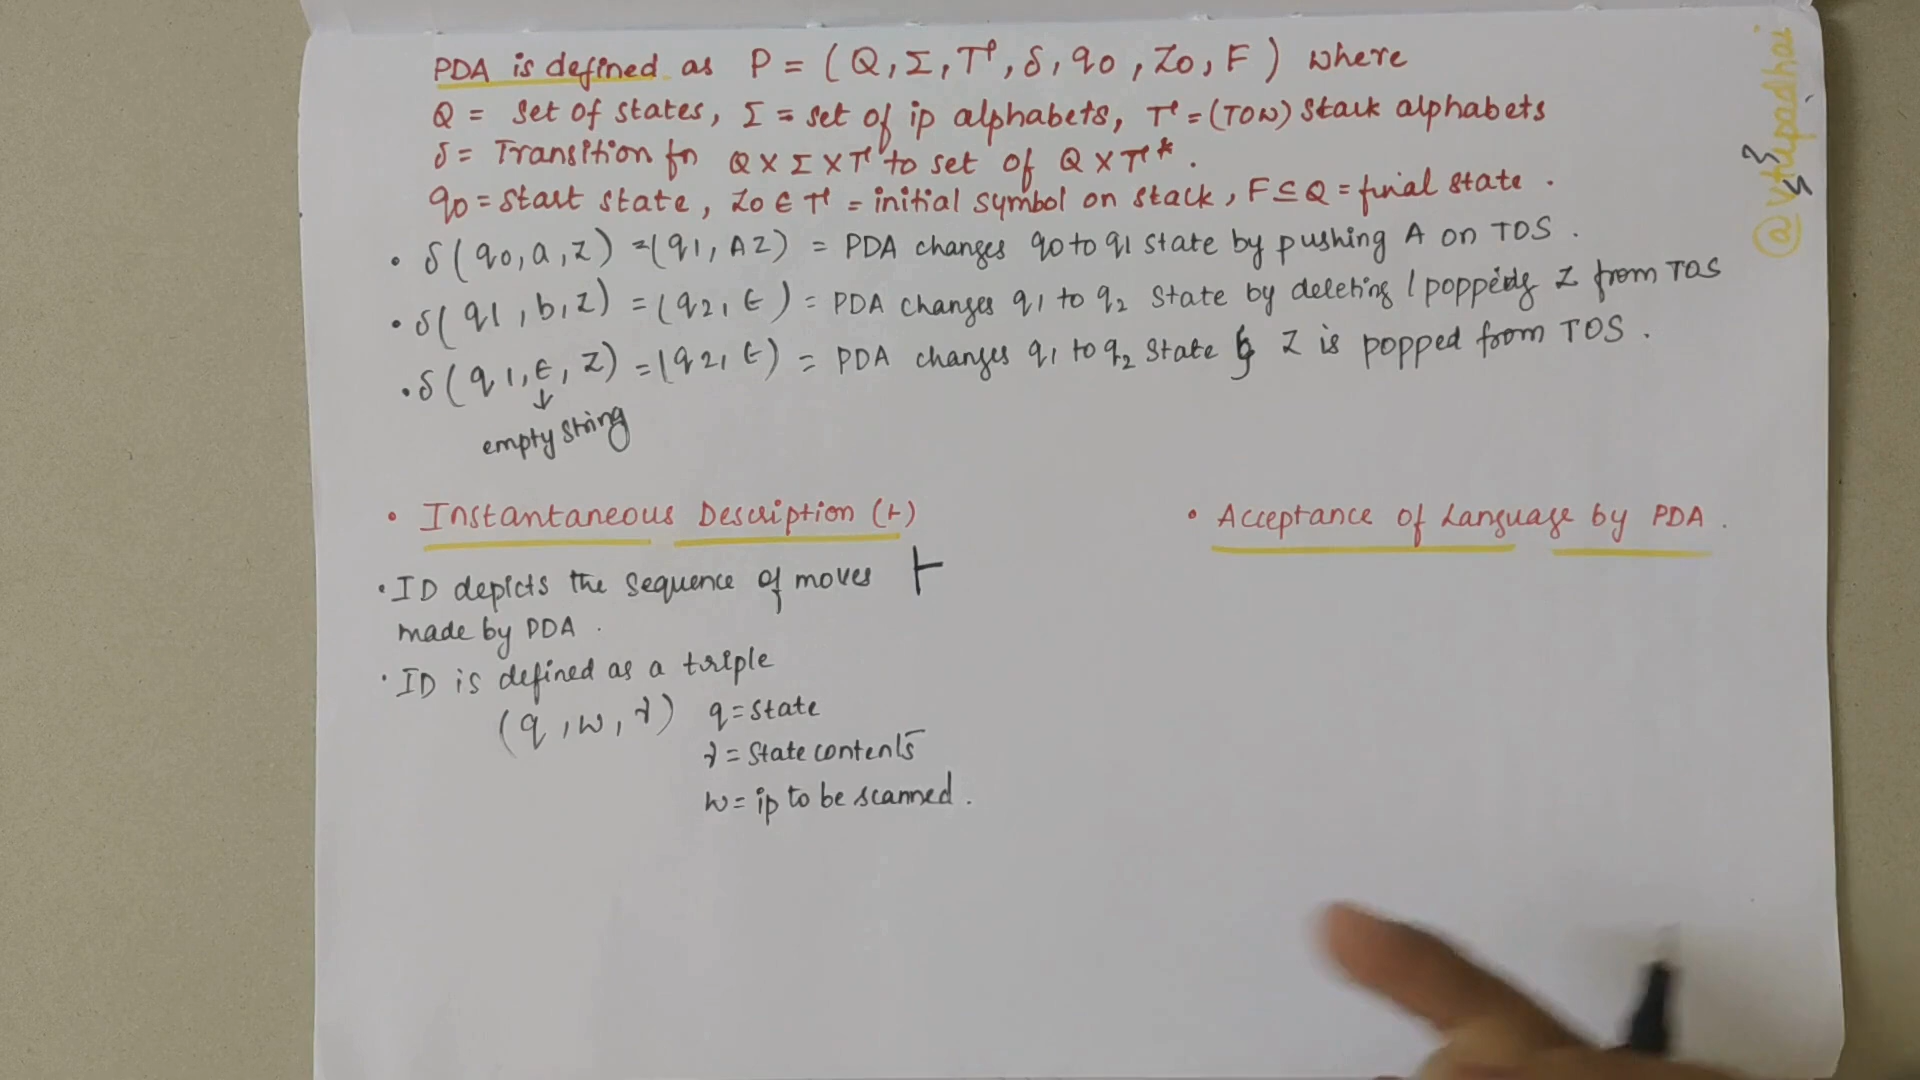 PDA is defined as P = ( Q, Σ, Γ, δ, q0, Z0, F ) where
Q = set of states, Σ = set of ip alphabets, Γ = (TOW) Stack alphabets
δ = Transition fn Q X Σ X Γ to set of Q X Γ* .
q0 = Start state, Z0 ∈ Γ = initial symbol on stack, F ⊆ Q = final state .
• δ( q0, a, z ) = (q1, AZ) = PDA changes q0 to q1 state by pushing A on TOS .
• δ( q1, b, z ) = ( q2, ε ) = PDA changes q1 to q2 State by deleting / popping Z from TOS
• δ( q1, ε, z ) = ( q2, ε ) = PDA changes q1 to q2 State & Z is popped from TOS .
↓
empty string
• Instantaneous Description (⊢)
• ID depicts the sequence of moves ⊢
made by PDA .
• ID is defined as a triple
( q, w, γ ) q = state
γ = State contents
w = ip to be scanned .
• Acceptance of Language by PDA .
@vtupadhai